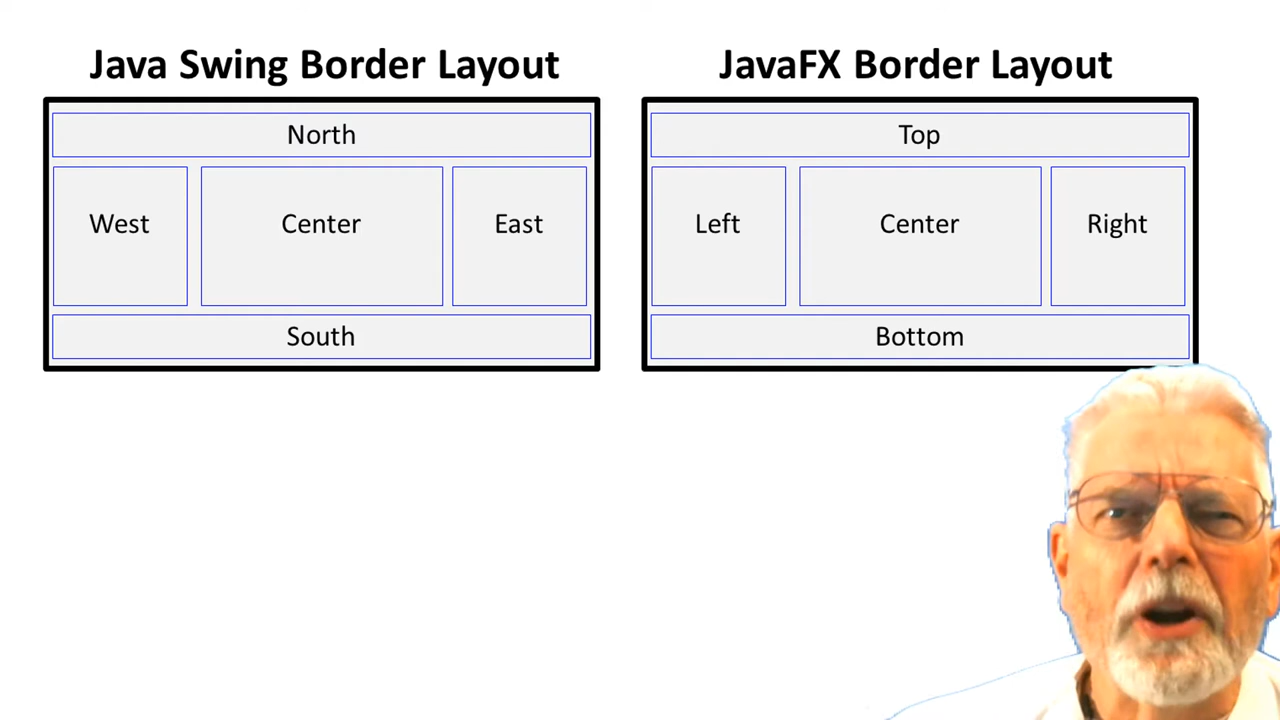 Java Swing Border Layout
North
West
Center
East
South
JavaFX Border Layout
Top
Left
Center
Right
Bottom